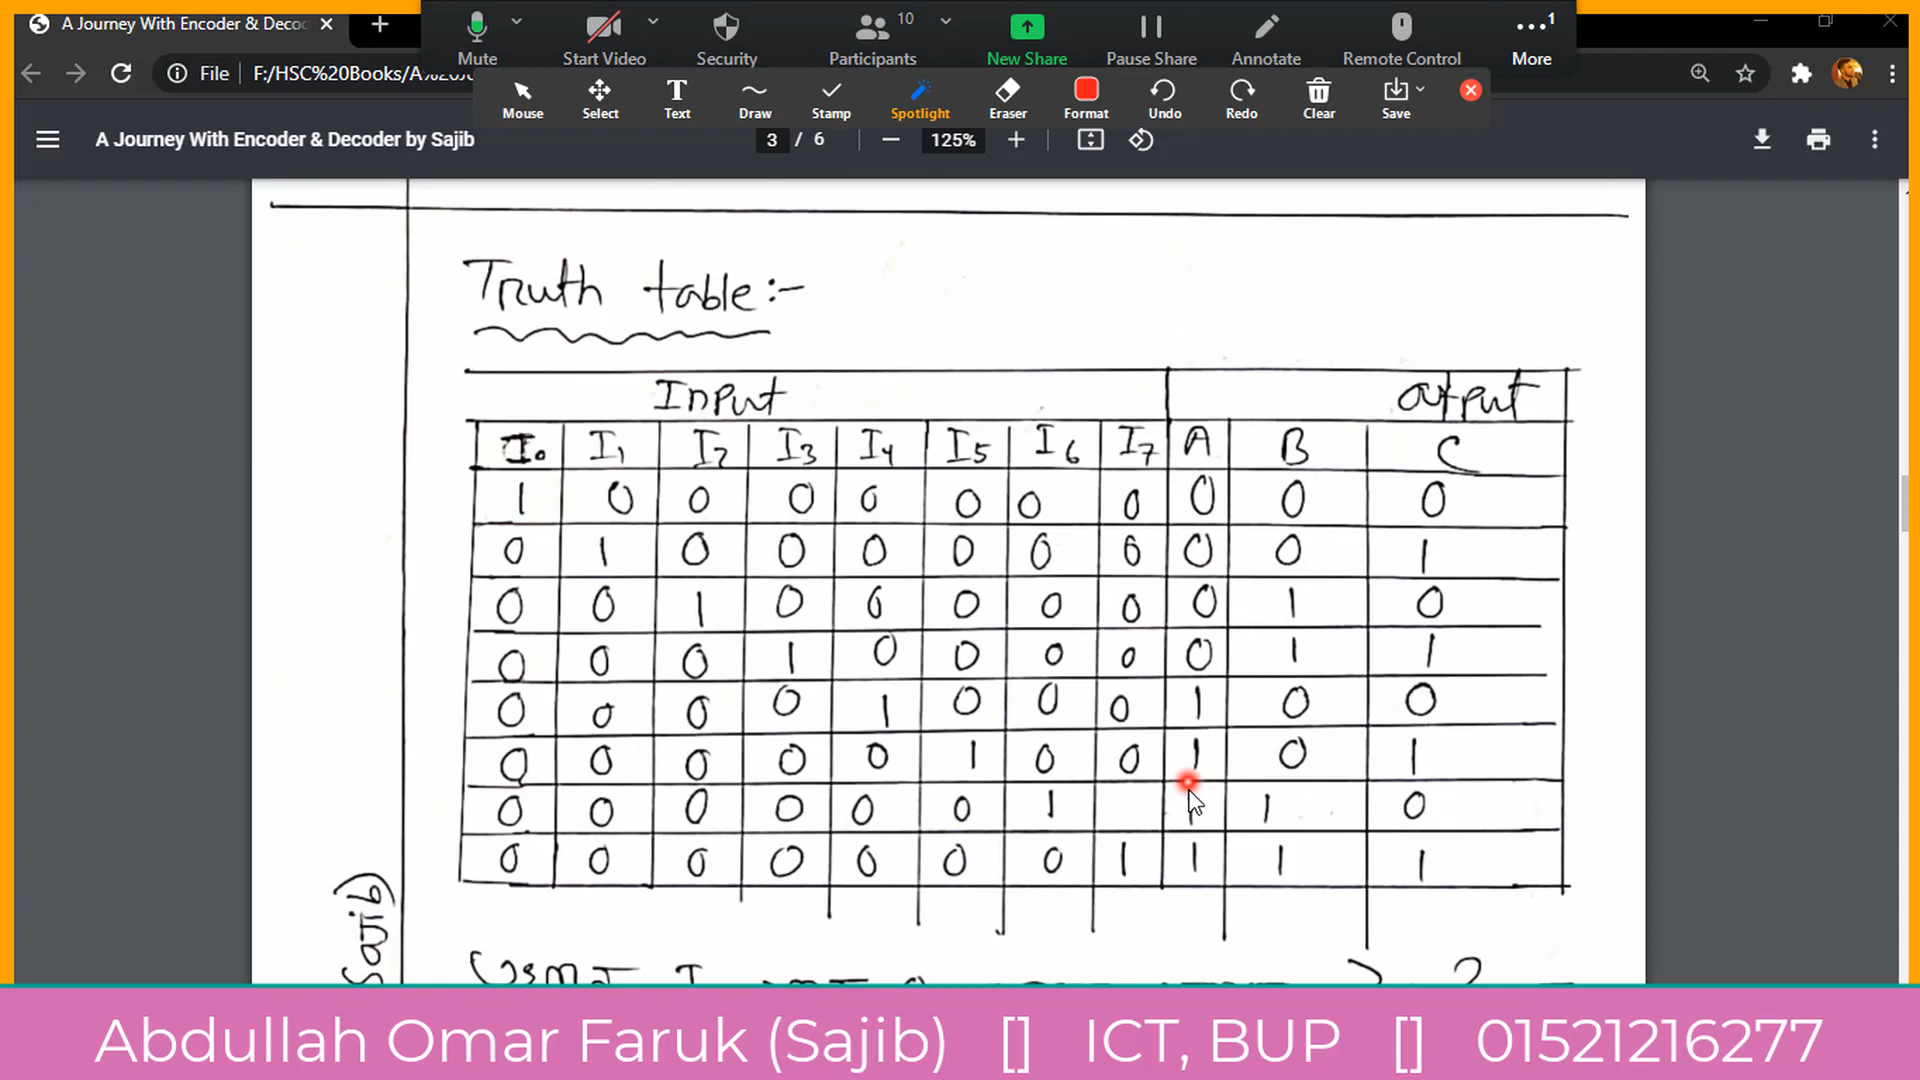 A Journey With Encoder & Decod
10
1
Mute
Start Video
Security
Participants
New Share
Pause Share
Annotate
Remote Control
More
File
F:/HSC%20Books/A%20Jo
Mouse
Select
Text
Draw
Stamp
Spotlight
Eraser
Format
Undo
Redo
Clear
Save
A Journey With Encoder & Decoder by Sajib
3 / 6
125%
Truth table:-
Input Output
I₀ I₁ I₂ I₃ I₄ I₅ I₆ I₇ A B C
1 0 0 0 0 0 0 0 0 0 0
0 1 0 0 0 0 0 0 0 0 1
0 0 1 0 0 0 0 0 0 1 0
0 0 0 1 0 0 0 0 0 1 1
0 0 0 0 1 0 0 0 1 0 0
0 0 0 0 0 1 0 0 1 0 1
0 0 0 0 0 0 1 1 1 0
0 0 0 0 0 0 0 1 1 1 1
Sajib)
Abdullah Omar Faruk (Sajib) [] ICT, BUP [] 01521216277